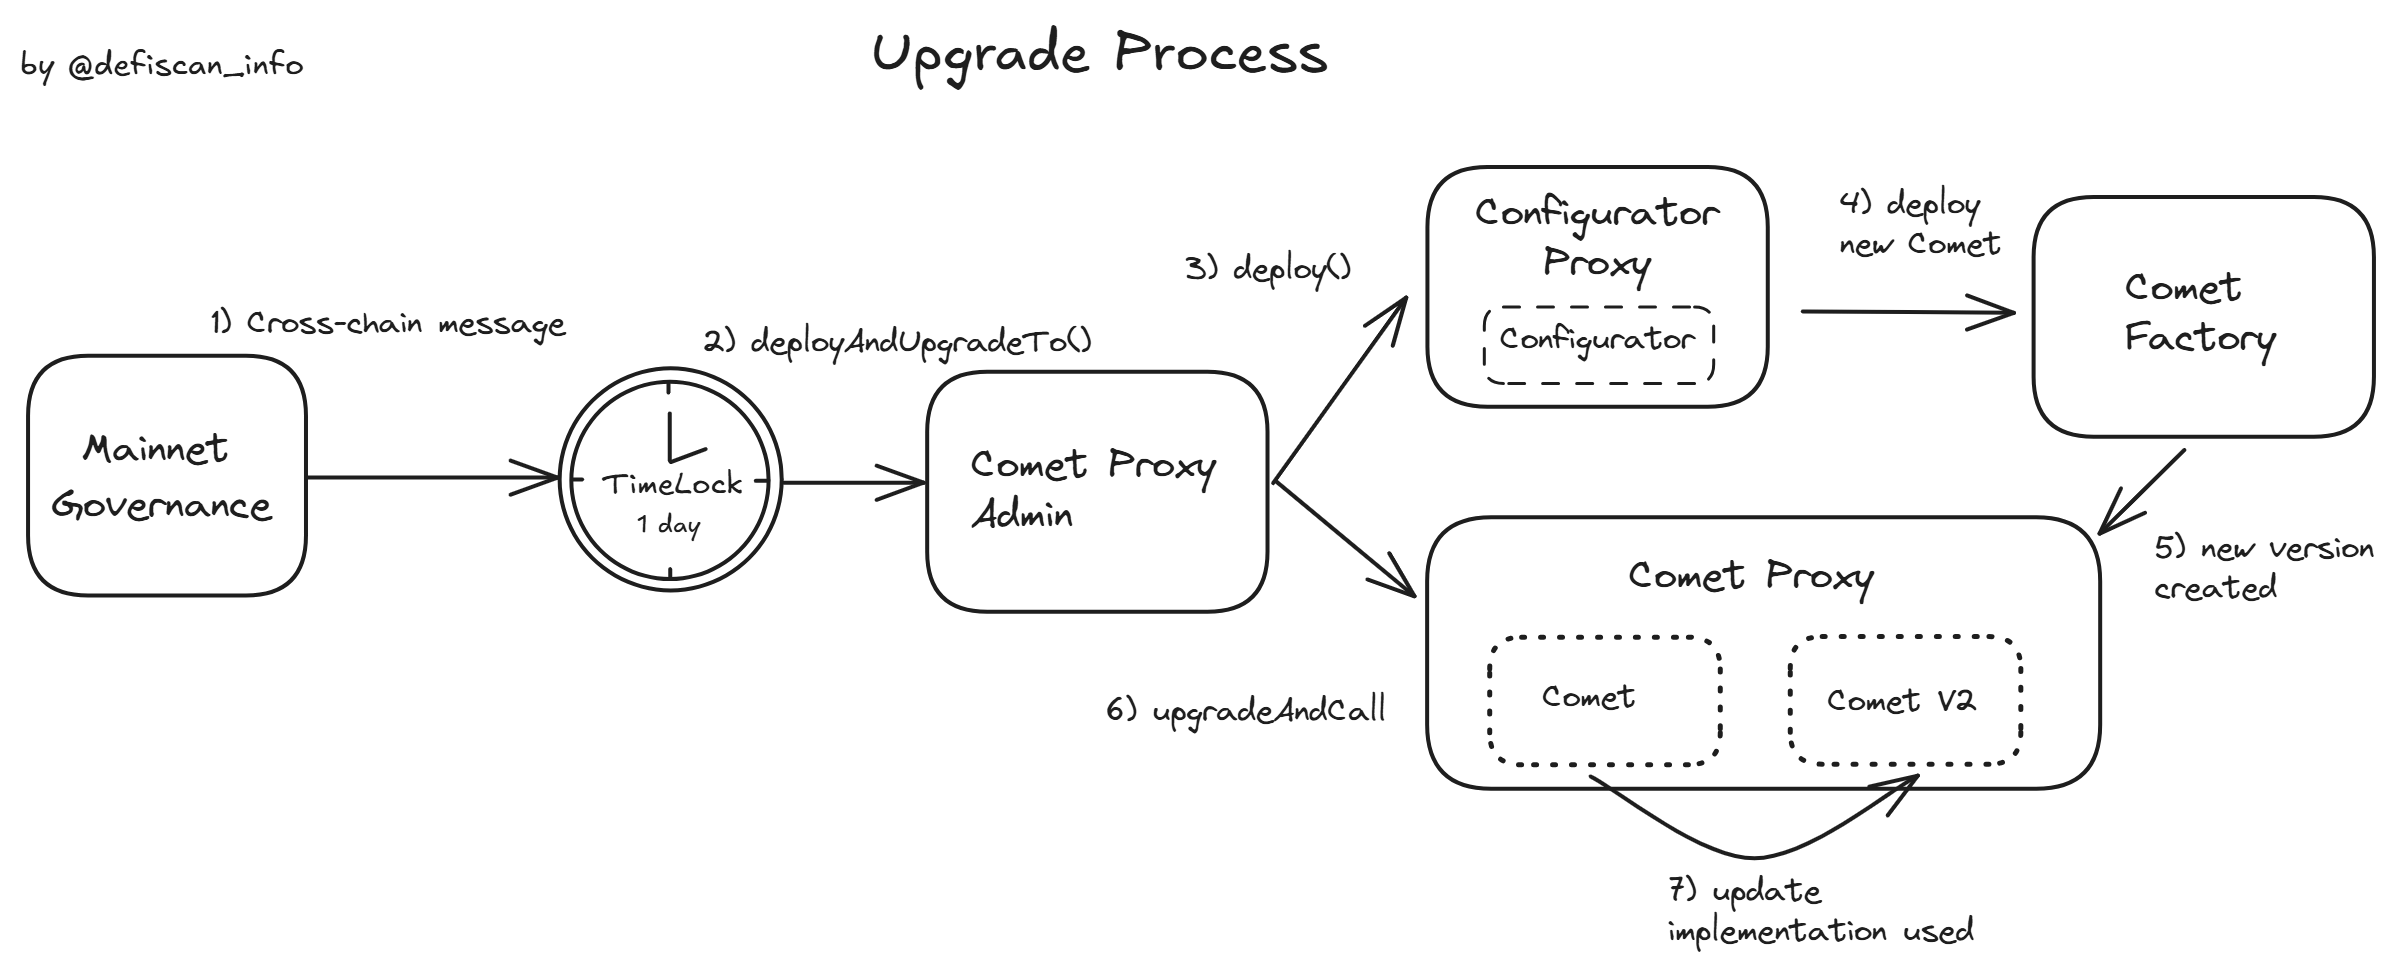 Upgrade Process
by @defiscan_info
1) Cross-chain message
Mainnet
Governance
TimeLock
1 day
2) deployAndUpgradeTo()
Comet Proxy
Admin
3) deploy()
Configurator
Proxy
Configurator
4) deploy
new Comet
Comet
Factory
5) new version
created
6) upgradeAndCall
Comet Proxy
Comet
Comet V2
7) update
implementation used